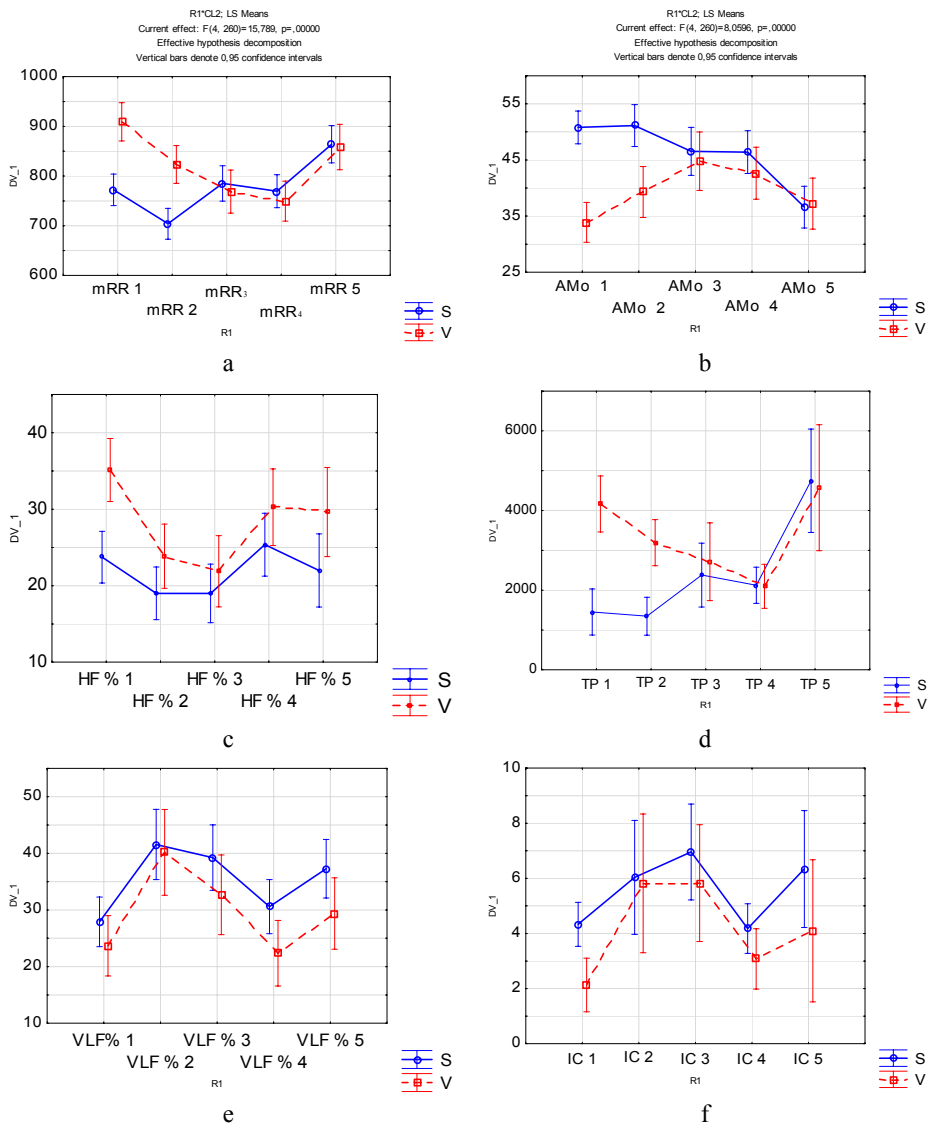 R1*CL2; LS Means
Current effect: F(4, 260)=15,789, p=,00000
Effective hypothesis decomposition
Vertical bars denote 0,95 confidence intervals
1000
900
800
700
600
DV_1
mRR 1
mRR 2
mRR₃
mRR₄
mRR 5
R1
S
V
a
R1*CL2; LS Means
Current effect: F(4, 260)=8,0596, p=,00000
Effective hypothesis decomposition
Vertical bars denote 0,95 confidence intervals
55
45
35
25
DV_1
AMo 1
AMo 2
AMo 3
AMo 4
AMo 5
R1
S
V
b
40
30
20
10
DV_1
HF % 1
HF % 2
HF % 3
HF % 4
HF % 5
S
V
c
6000
4000
2000
0
DV_1
TP 1
TP 2
TP 3
TP 4
TP 5
R1
S
V
d
50
40
30
20
10
DV_1
VLF% 1
VLF% 2
VLF% 3
VLF% 4
VLF% 5
R1
S
V
e
10
8
6
4
2
0
DV_1
IC 1
IC 2
IC 3
IC 4
IC 5
R1
S
V
f